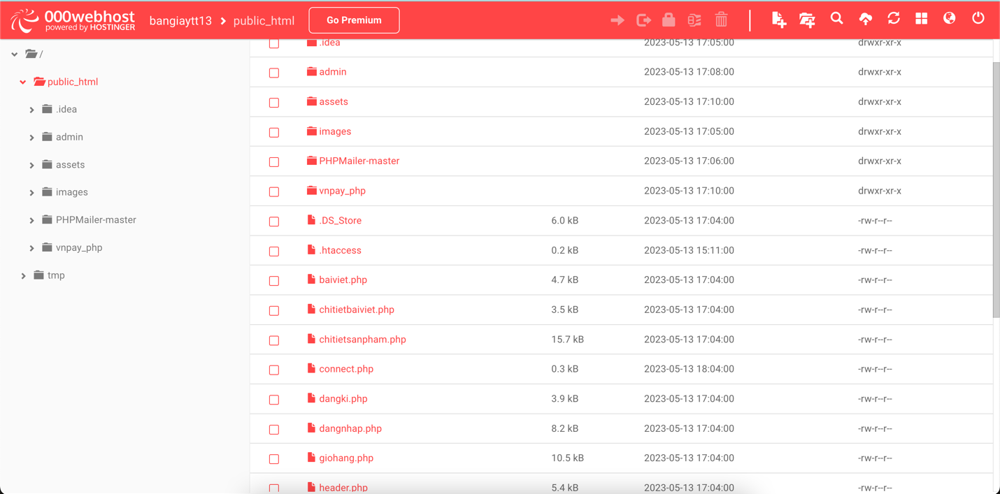 000webhost
powered by HOSTINGER
bangiaytt13 > public_html
Go Premium
/
public_html
.idea
admin
assets
images
PHPMailer-master
vnpay_php
tmp
.idea 2023-05-13 17:05:00 drwxr-xr-x
admin 2023-05-13 17:08:00 drwxr-xr-x
assets 2023-05-13 17:10:00 drwxr-xr-x
images 2023-05-13 17:05:00 drwxr-xr-x
PHPMailer-master 2023-05-13 17:06:00 drwxr-xr-x
vnpay_php 2023-05-13 17:10:00 drwxr-xr-x
.DS_Store 6.0 kB 2023-05-13 17:04:00 -rw-r--r--
.htaccess 0.2 kB 2023-05-13 15:11:00 -rw-r--r--
baiviet.php 4.7 kB 2023-05-13 17:04:00 -rw-r--r--
chitietbaiviet.php 3.5 kB 2023-05-13 17:04:00 -rw-r--r--
chitietsanpham.php 15.7 kB 2023-05-13 17:04:00 -rw-r--r--
connect.php 0.3 kB 2023-05-13 18:04:00 -rw-r--r--
dangki.php 3.9 kB 2023-05-13 17:04:00 -rw-r--r--
dangnhap.php 8.2 kB 2023-05-13 17:04:00 -rw-r--r--
giohang.php 10.5 kB 2023-05-13 17:04:00 -rw-r--r--
header.php 5.4 kB 2023-05-13 17:04:00 -rw-r--r--